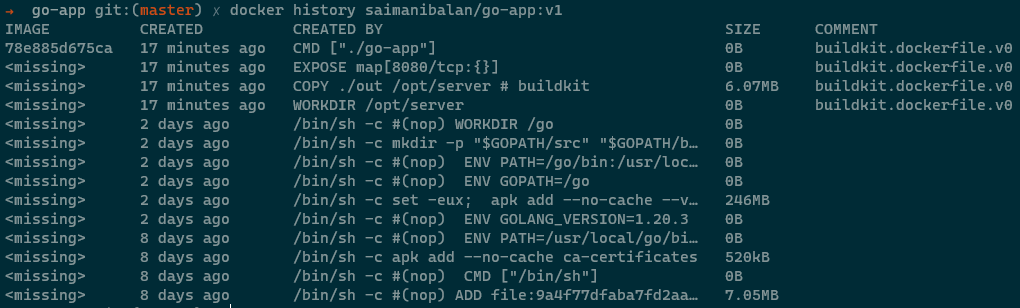 → go-app git:(master) ✗ docker history saimanibalan/go-app:v1
IMAGE CREATED CREATED BY SIZE COMMENT
78e885d675ca 17 minutes ago CMD ["./go-app"] 0B buildkit.dockerfile.v0
<missing> 17 minutes ago EXPOSE map[8080/tcp:{}] 0B buildkit.dockerfile.v0
<missing> 17 minutes ago COPY ./out /opt/server # buildkit 6.07MB buildkit.dockerfile.v0
<missing> 17 minutes ago WORKDIR /opt/server 0B buildkit.dockerfile.v0
<missing> 2 days ago /bin/sh -c #(nop) WORKDIR /go 0B
<missing> 2 days ago /bin/sh -c mkdir -p "$GOPATH/src" "$GOPATH/b… 0B
<missing> 2 days ago /bin/sh -c #(nop) ENV PATH=/go/bin:/usr/loc… 0B
<missing> 2 days ago /bin/sh -c #(nop) ENV GOPATH=/go 0B
<missing> 2 days ago /bin/sh -c set -eux; apk add --no-cache --v… 246MB
<missing> 2 days ago /bin/sh -c #(nop) ENV GOLANG_VERSION=1.20.3 0B
<missing> 8 days ago /bin/sh -c #(nop) ENV PATH=/usr/local/go/bi… 0B
<missing> 8 days ago /bin/sh -c apk add --no-cache ca-certificates 520kB
<missing> 8 days ago /bin/sh -c #(nop) CMD ["/bin/sh"] 0B
<missing> 8 days ago /bin/sh -c #(nop) ADD file:9a4f77dfaba7fd2aa… 7.05MB